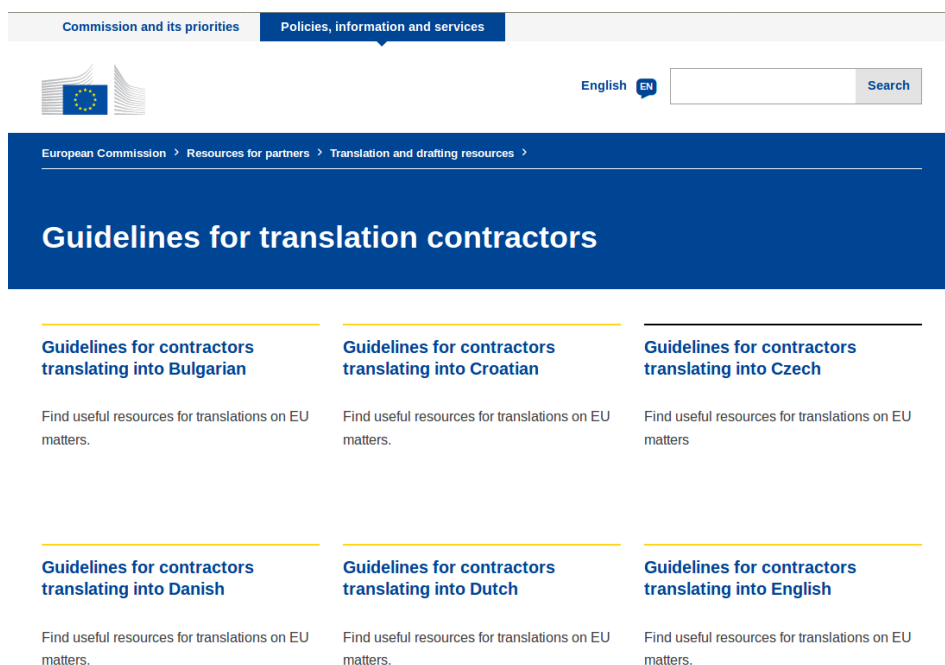 Commission and its priorities
Policies, information and services
English EN
Search
European Commission > Resources for partners > Translation and drafting resources >
Guidelines for translation contractors
Guidelines for contractors
translating into Bulgarian
Find useful resources for translations on EU
matters.
Guidelines for contractors
translating into Croatian
Find useful resources for translations on EU
matters.
Guidelines for contractors
translating into Czech
Find useful resources for translations on EU
matters
Guidelines for contractors
translating into Danish
Find useful resources for translations on EU
matters.
Guidelines for contractors
translating into Dutch
Find useful resources for translations on EU
matters.
Guidelines for contractors
translating into English
Find useful resources for translations on EU
matters.